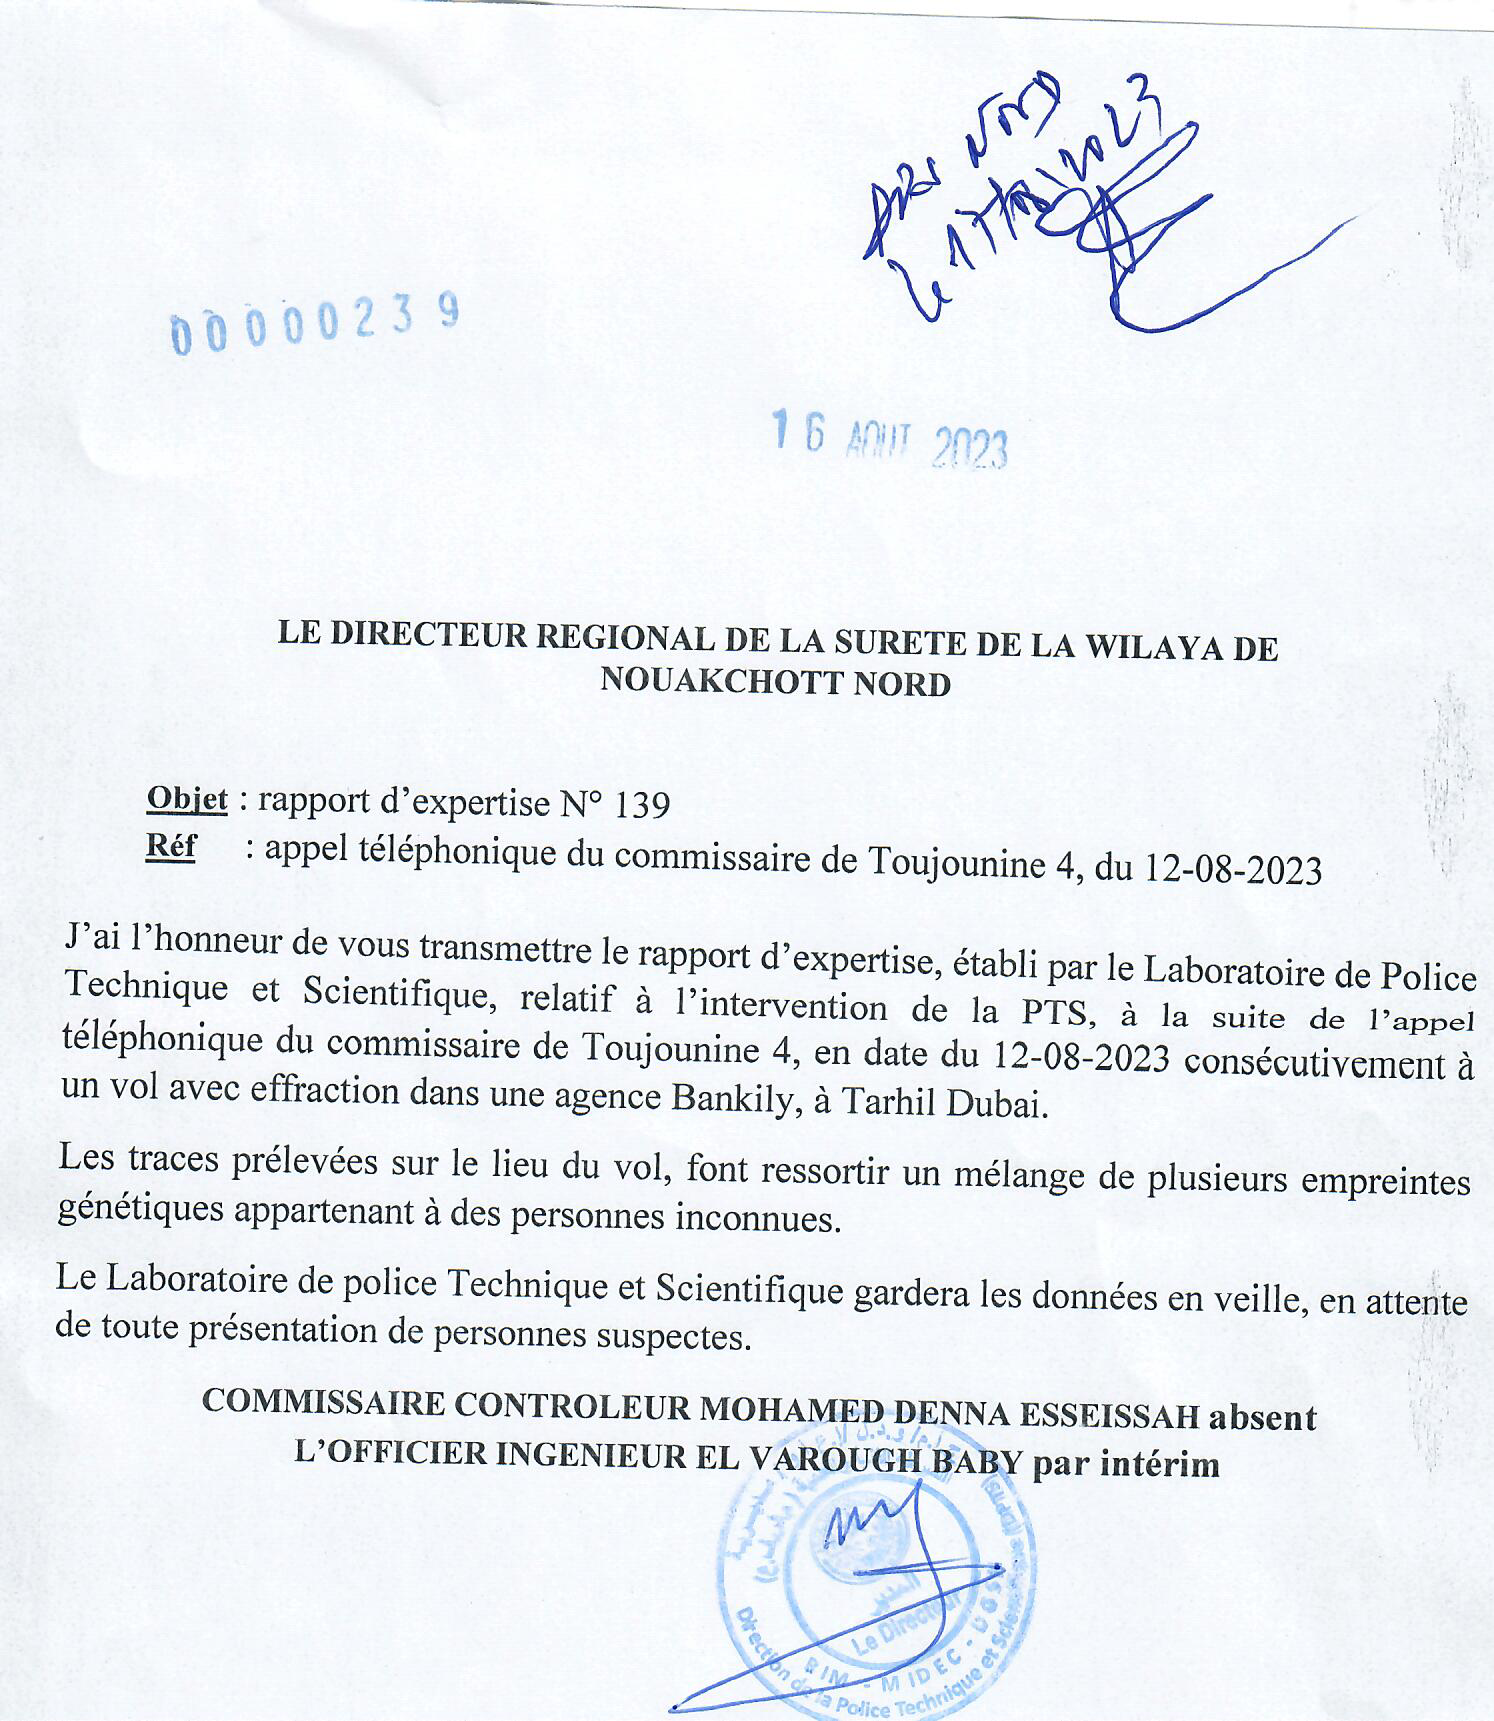 DRS NORD
Le 17/08/2023
00000239
16 AOUT 2023
LE DIRECTEUR REGIONAL DE LA SURETE DE LA WILAYA DE
NOUAKCHOTT NORD
Objet : rapport d’expertise N° 139
Réf : appel téléphonique du commissaire de Toujounine 4, du 12-08-2023
J’ai l’honneur de vous transmettre le rapport d’expertise, établi par le Laboratoire de Police
Technique et Scientifique, relatif à l’intervention de la PTS, à la suite de l’appel
téléphonique du commissaire de Toujounine 4, en date du 12-08-2023 consécutivement à
un vol avec effraction dans une agence Bankily, à Tarhil Dubai.
Les traces prélevées sur le lieu du vol, font ressortir un mélange de plusieurs empreintes
génétiques appartenant à des personnes inconnues.
Le Laboratoire de police Technique et Scientifique gardera les données en veille, en attente
de toute présentation de personnes suspectes.
COMMISSAIRE CONTROLEUR MOHAMED DENNA ESSEISSAH absent
L’OFFICIER INGENIEUR EL VAROUGH BABY par intérim
المدير
Le Directeur
RIM - MIDEC - DGSN
Direction de la Police Technique et Scientifique (DPTS)